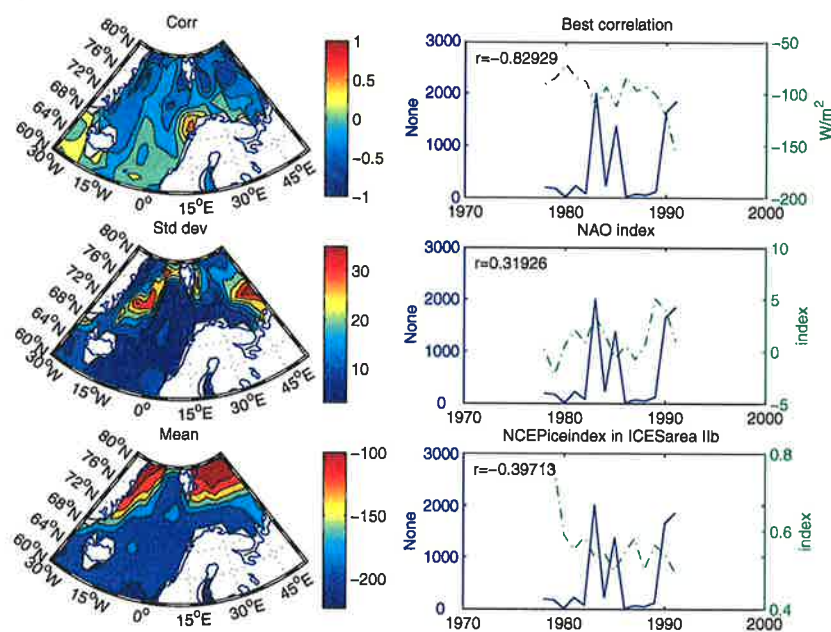 Corr
80°N
76°N
72°N
68°N
64°N
60°N
30°W
15°W
0°
15°E
30°E
45°E
1
0.5
0
−0.5
−1
Best correlation
r=−0.82929
3000
2000
1000
0
None
−50
−100
−150
−200
W/m²
1970
1980
1990
2000
Std dev
80°N
76°N
72°N
68°N
64°N
60°N
30°W
15°W
0°
15°E
30°E
45°E
30
20
10
NAO index
r=0.31926
3000
2000
1000
0
None
10
5
0
−5
index
1970
1980
1990
2000
Mean
80°N
76°N
72°N
68°N
64°N
60°N
30°W
15°W
0°
15°E
30°E
45°E
−100
−150
−200
NCEPiceindex in ICESarea IIb
r=−0.39713
3000
2000
1000
0
None
0.8
0.6
0.4
index
1970
1980
1990
2000